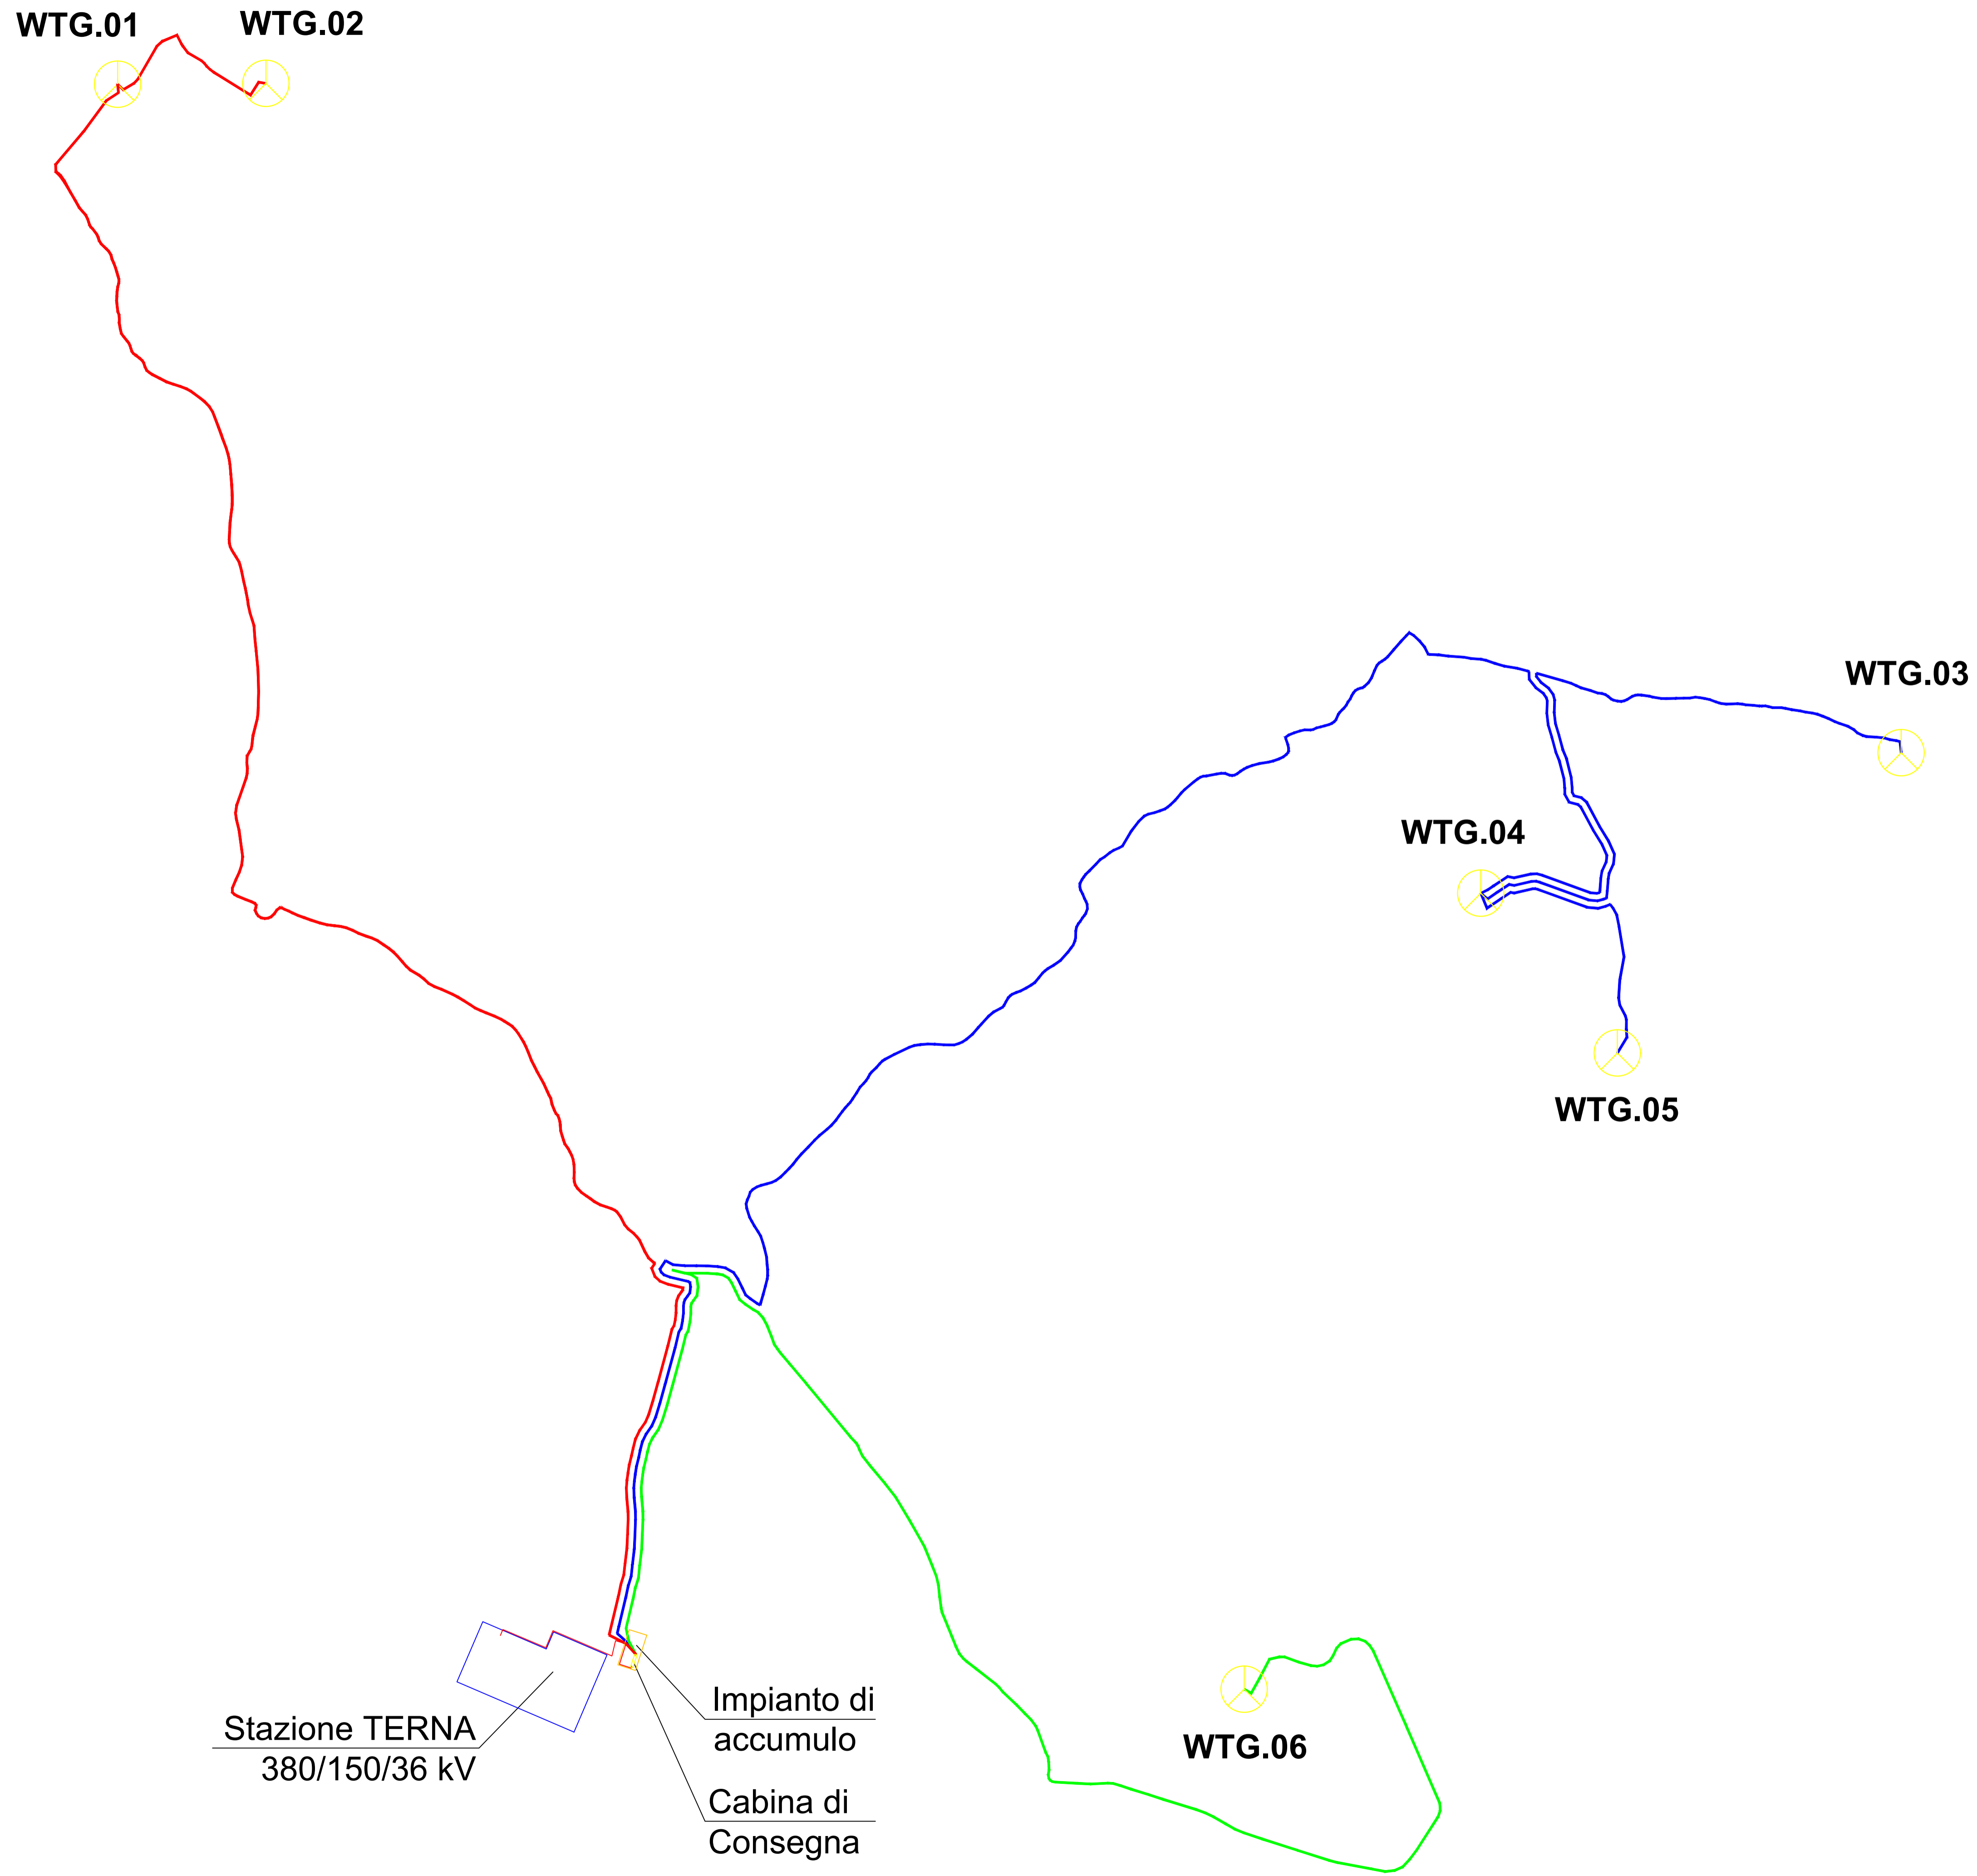 WTG.01
WTG.02
WTG.03
WTG.04
WTG.05
Impianto di
accumulo
Stazione TERNA
380/150/36 kV
WTG.06
Cabina di
Consegna